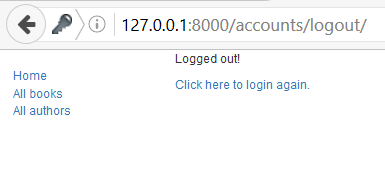 127.0.0.1:8000/accounts/logout/
Logged out!
Home
Click here to login again.
All books
All authors